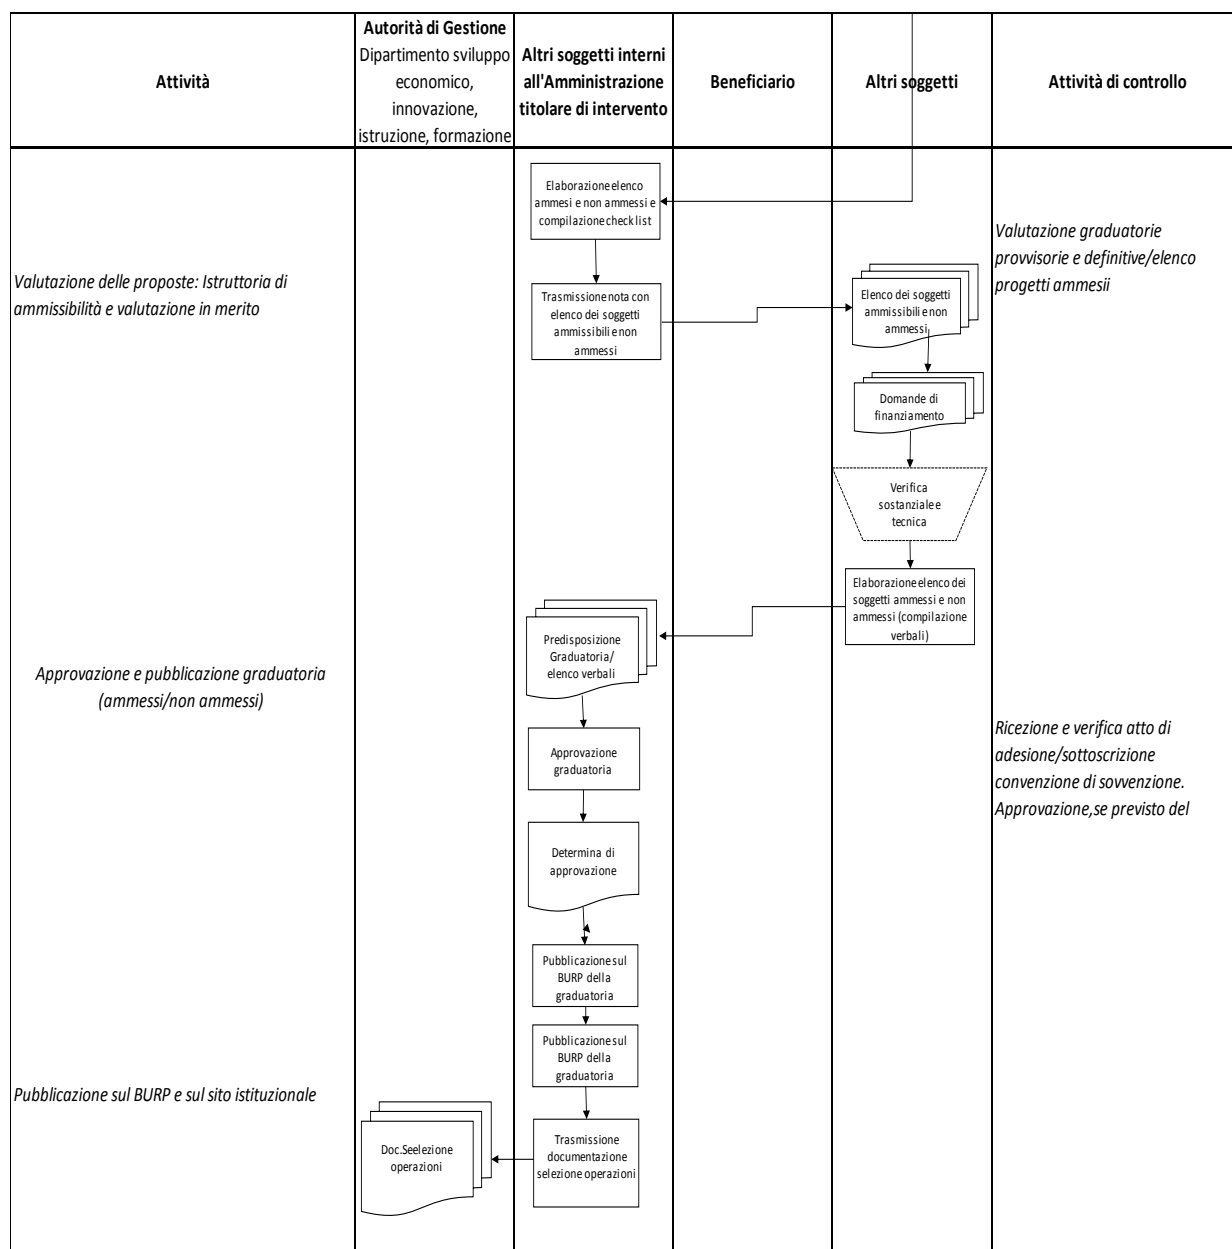 Attività
Autorità di Gestione
Dipartimento sviluppo
economico,
innovazione,
istruzione, formazione
Altri soggetti interni
all'Amministrazione
titolare di intervento
Beneficiario
Altri soggetti
Attività di controllo
Elaborazione elenco
ammesi e non ammessi e
compilazione check list
Valutazione graduatorie
provvisorie e definitive/elenco
progetti ammesii
Valutazione delle proposte: Istruttoria di
ammissibilità e valutazione in merito
Trasmissione nota con
elenco dei soggetti
ammissibili e non
ammessi
Elenco dei soggetti
ammissibili e non
ammessi
Domande di
finanziamento
Verifica
sostanziale e
tecnica
Elaborazione elenco dei
soggetti ammessi e non
ammessi (compilazione
verbali)
Predisposizione
Graduatoria/
elenco verbali
Approvazione e pubblicazione graduatoria
(ammessi/non ammessi)
Approvazione
graduatoria
Ricezione e verifica atto di
adesione/sottoscrizione
convenzione di sovvenzione.
Approvazione,se previsto del
Determina di
approvazione
Pubblicazione sul
BURP della
graduatoria
Pubblicazione sul
BURP della
graduatoria
Pubblicazione sul BURP e sul sito istituzionale
Trasmissione
documentazione
selezione operazioni
Doc.Seelezione
operazioni